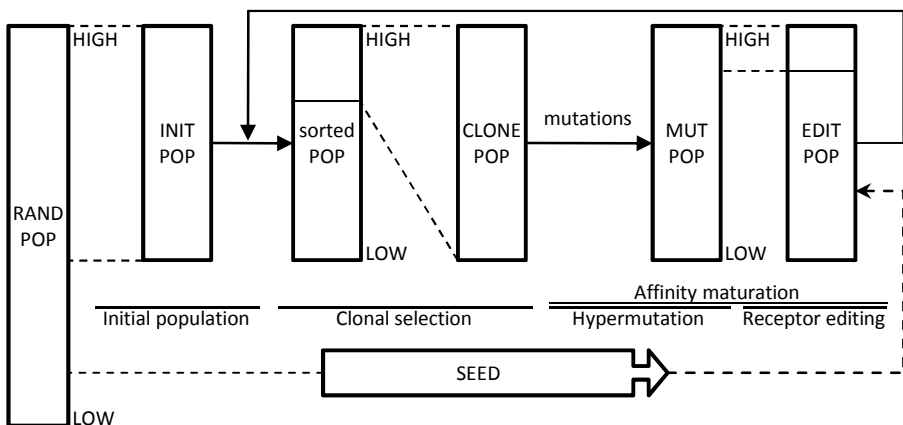 HIGH
HIGH
HIGH
RAND
POP
INIT
POP
sorted
POP
CLONE
POP
mutations
MUT
POP
EDIT
POP
LOW
LOW
Affinity maturation
Initial population
Clonal selection
Hypermutation
Receptor editing
SEED
LOW